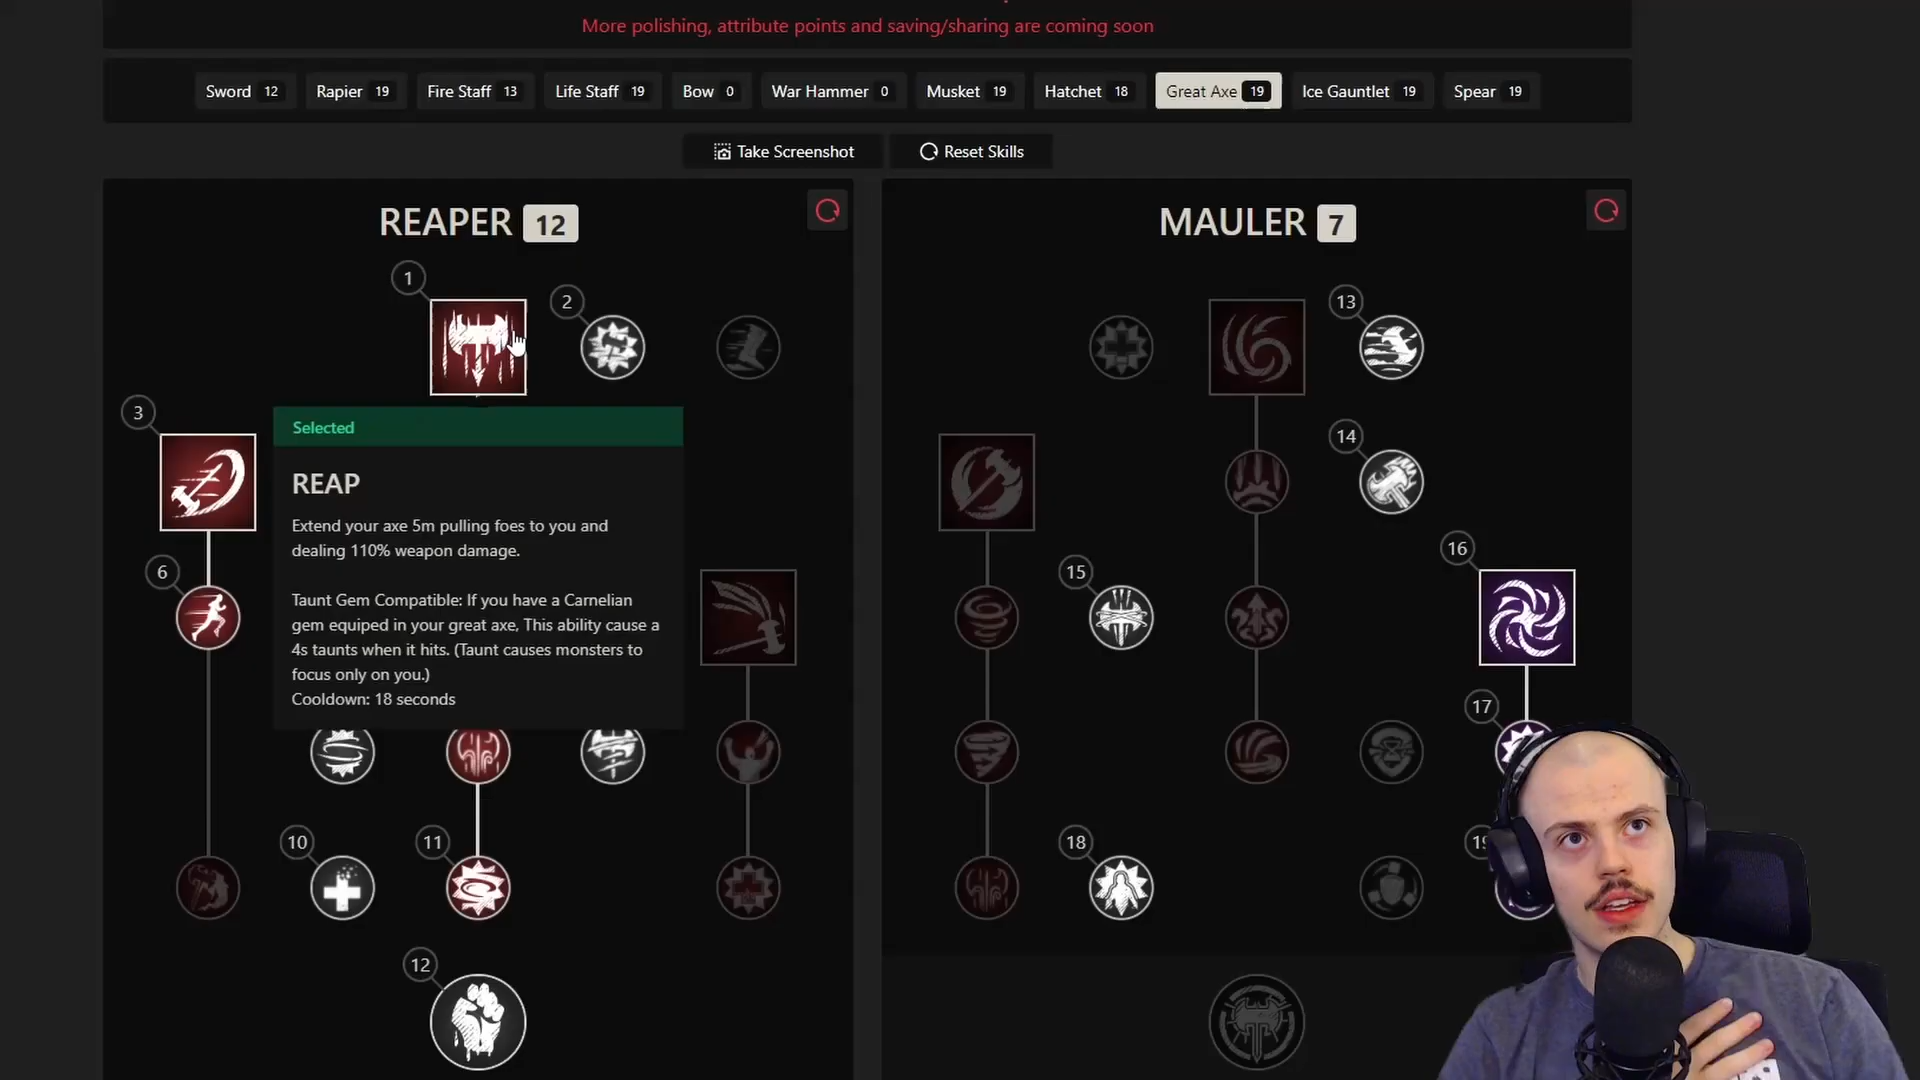 More polishing, attribute points and saving/sharing are coming soon
Sword 12 Rapier 19 Fire Staff 13 Life Staff 19 Bow 0 War Hammer 0 Musket 19 Hatchet 18 Great Axe 19 Ice Gauntlet 19 Spear 19
Take Screenshot Reset Skills
REAPER 12
1
2
3
Selected
REAP
Extend your axe 5m pulling foes to you and
dealing 110% weapon damage.
Taunt Gem Compatible: If you have a Carnelian
gem equiped in your great axe, This ability cause a
4s taunts when it hits. (Taunt causes monsters to
focus only on you.)
Cooldown: 18 seconds
6
10
11
12
MAULER 7
13
14
15
16
17
18
19